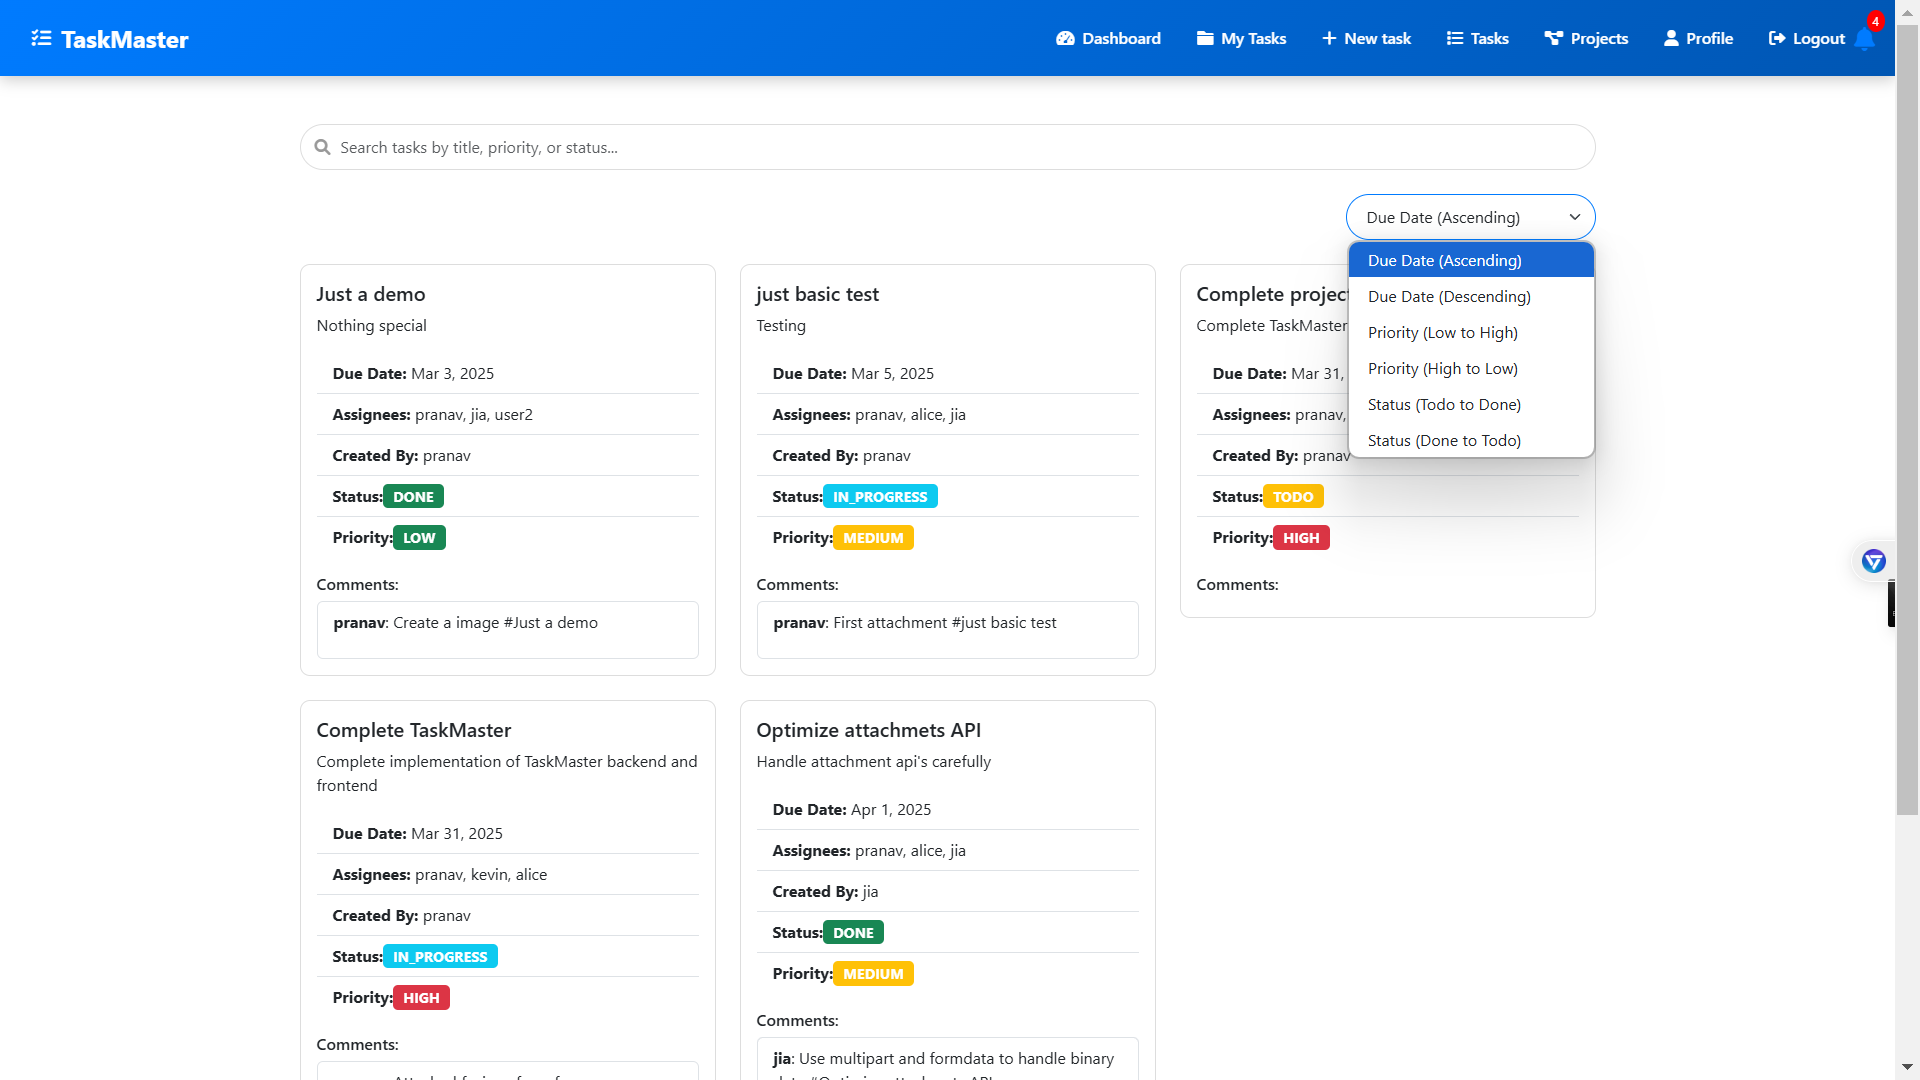 TaskMaster
Dashboard
My Tasks
New task
Tasks
Projects
Profile
Logout
4
Search tasks by title, priority, or status...
Due Date (Ascending)
Due Date (Ascending)
Due Date (Descending)
Priority (Low to High)
Priority (High to Low)
Status (Todo to Done)
Status (Done to Todo)
Just a demo
Nothing special
Due Date: Mar 3, 2025
Assignees: pranav, jia, user2
Created By: pranav
Status: DONE
Priority: LOW
Comments:
pranav: Create a image #Just a demo
just basic test
Testing
Due Date: Mar 5, 2025
Assignees: pranav, alice, jia
Created By: pranav
Status: IN_PROGRESS
Priority: MEDIUM
Comments:
pranav: First attachment #just basic test
Complete project
Complete TaskMaster
Due Date: Mar 31,
Assignees: pranav,
Created By: pranav
Status: TODO
Priority: HIGH
Comments:
Complete TaskMaster
Complete implementation of TaskMaster backend and
frontend
Due Date: Mar 31, 2025
Assignees: pranav, kevin, alice
Created By: pranav
Status: IN_PROGRESS
Priority: HIGH
Comments:
Optimize attachmets API
Handle attachment api's carefully
Due Date: Apr 1, 2025
Assignees: pranav, alice, jia
Created By: jia
Status: DONE
Priority: MEDIUM
Comments:
jia: Use multipart and formdata to handle binary